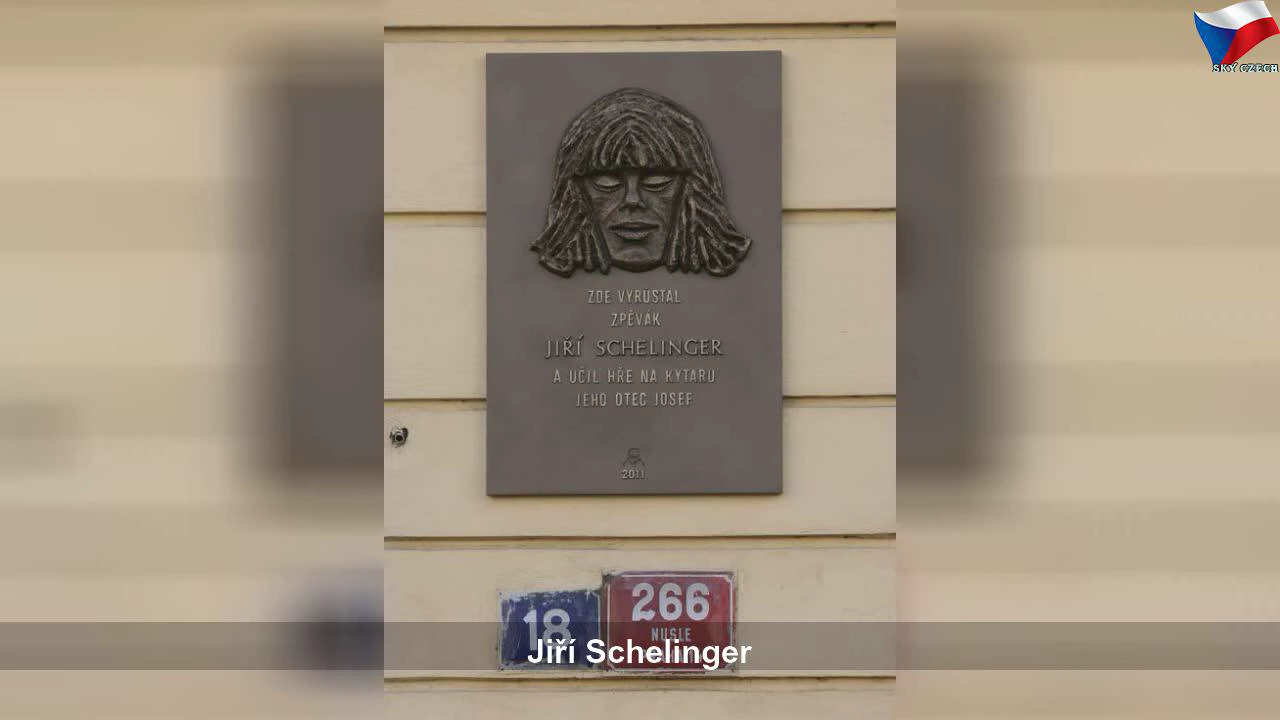 SKY CZECH
ZDE VYRŮSTAL
ZPĚVÁK
JIŘÍ SCHELINGER
A UČIL HŘE NA KYTARU
JEHO OTEC JOSEF
2011
18
266
NUSLE
Jiří Schelinger